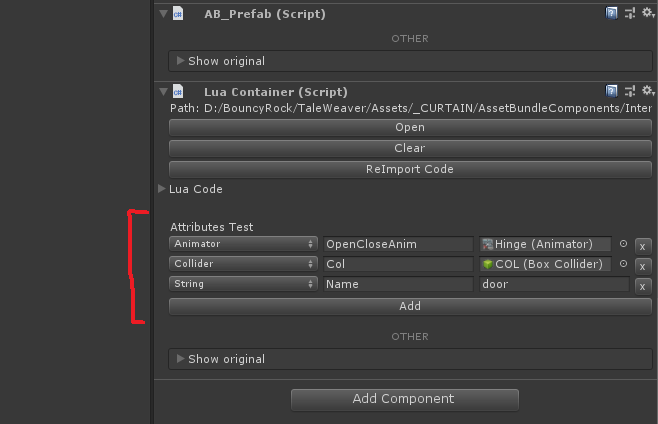 AB_Prefab (Script)
OTHER
Show original
Lua Container (Script)
Path: D:/BouncyRock/TaleWeaver/Assets/_CURTAIN/AssetBundleComponents/Inter
Open
Clear
ReImport Code
Lua Code
Attributes Test
Animator OpenCloseAnim Hinge (Animator) x
Collider Col COL (Box Collider) x
String Name door x
Add
OTHER
Show original
Add Component